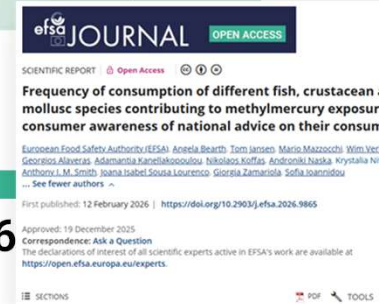 efsa JOURNAL OPEN ACCESS
SCIENTIFIC REPORT Open Access
Frequency of consumption of different fish, crustacean
mollusc species contributing to methylmercury exposur
consumer awareness of national advice on their consum
European Food Safety Authority (EFSA), Angela Bearth, Tom Jansen, Mario Mazzocchi, Wim Ver
Georgios Alaveras, Adamantia Kanellakopoulou, Nikolaos Koffas, Androniki Naska, Krystalia Ni
Anthony I. M. Smith, Joana Isabel Sousa Lourenco, Giorgia Zamariola, Sofia Ioannidou
... See fewer authors
First published: 12 February 2026 | https://doi.org/10.2903/j.efsa.2026.9865
6
Approved: 19 December 2025
Correspondence: Ask a Question
The declarations of interest of all scientific experts active in EFSA's work are available at
https://open.efsa.europa.eu/experts.
SECTIONS PDF TOOLS